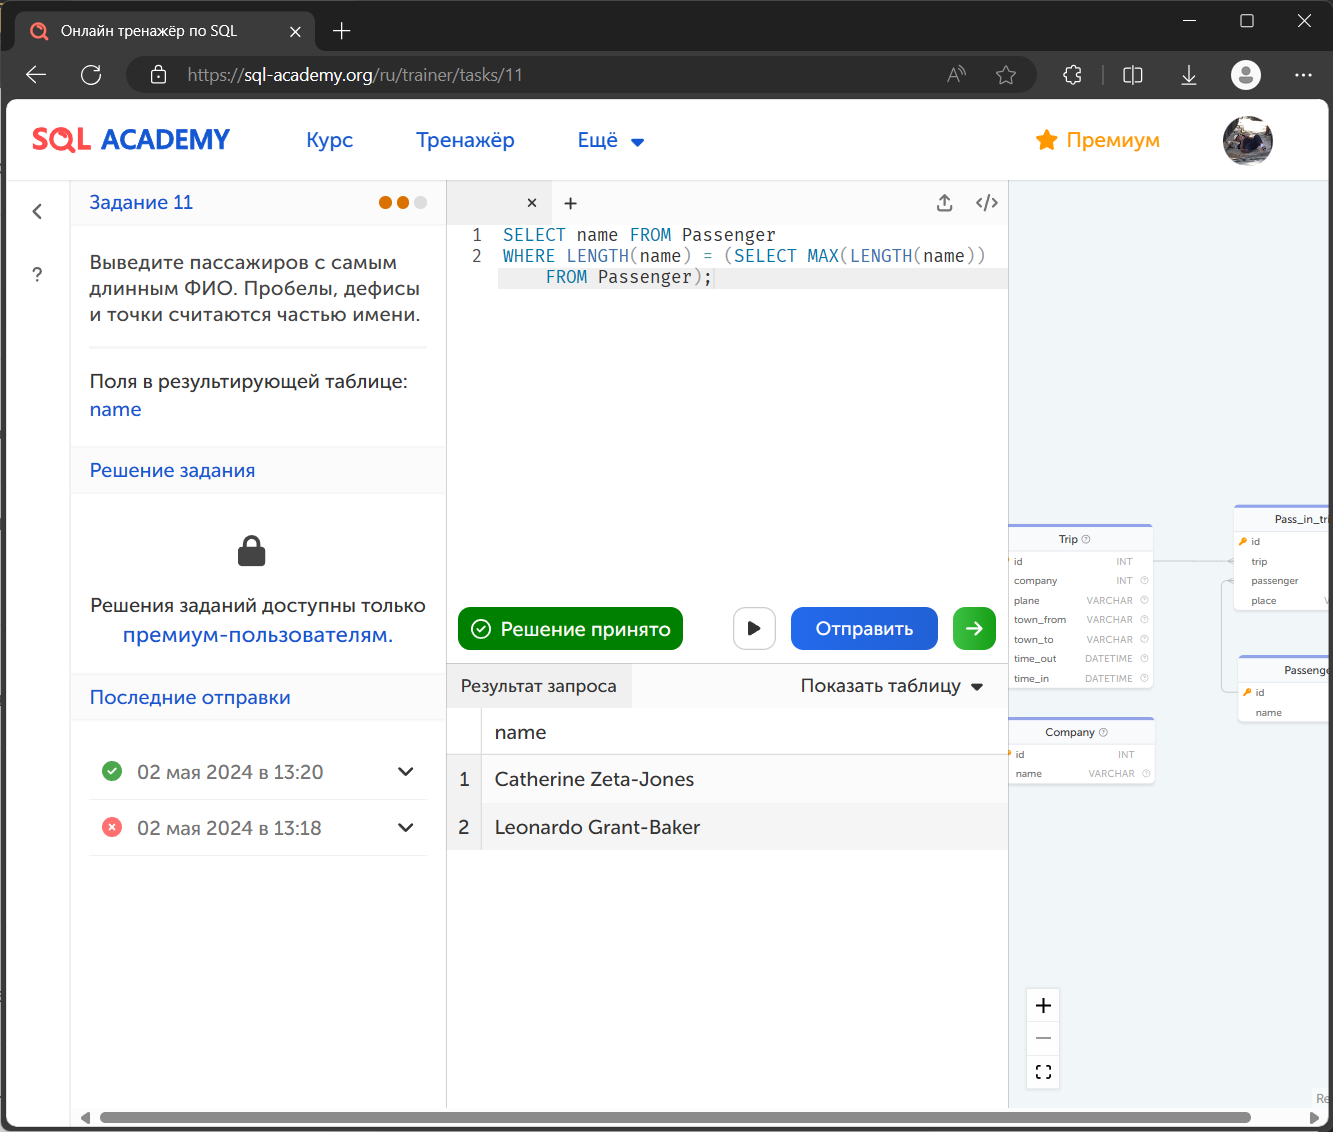 Онлайн тренажёр по SQL
https://sql-academy.org/ru/trainer/tasks/11
SQL ACADEMY
Курс
Тренажёр
Ещё
Премиум
Задание 11
Выведите пассажиров с самым
длинным ФИО. Пробелы, дефисы
и точки считаются частью имени.
Поля в результирующей таблице:
name
Решение задания
Решения заданий доступны только
премиум-пользователям.
Последние отправки
02 мая 2024 в 13:20
02 мая 2024 в 13:18
1 SELECT name FROM Passenger
2 WHERE LENGTH(name) = (SELECT MAX(LENGTH(name))
FROM Passenger);
Решение принято
Отправить
Результат запроса
Показать таблицу
name
1 Catherine Zeta-Jones
2 Leonardo Grant-Baker
Trip
id INT
company INT
plane VARCHAR
town_from VARCHAR
town_to VARCHAR
time_out DATETIME
time_in DATETIME
Company
id INT
name VARCHAR
Pass_in_tri
id
trip
passenger
place V
Passenge
id
name
Re